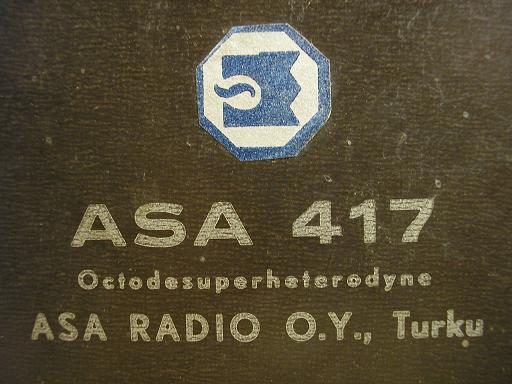 ASA 417
Octodesuperheterodyne
ASA RADIO O.Y., Turku